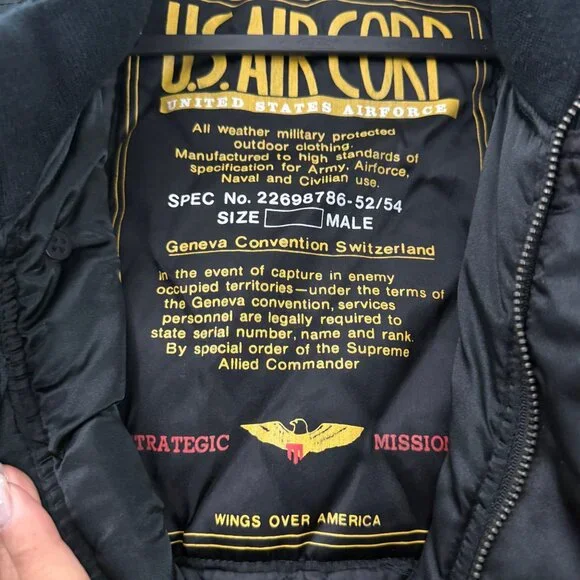 U.S. AIR CORP
UNITED STATES AIRFORCE
All weather military protected
outdoor clothing.
Manufactured to high standards of
specification for Army, Airforce,
Naval and Civilian use.
SPEC No. 22698786-52/54
SIZE MALE
Geneva Convention Switzerland
In the event of capture in enemy
occupied territories—under the terms of
the Geneva convention, services
personnel are legally required to
state serial number, name and rank.
By special order of the Supreme
Allied Commander
TRATEGIC MISSION
WINGS OVER AMERICA